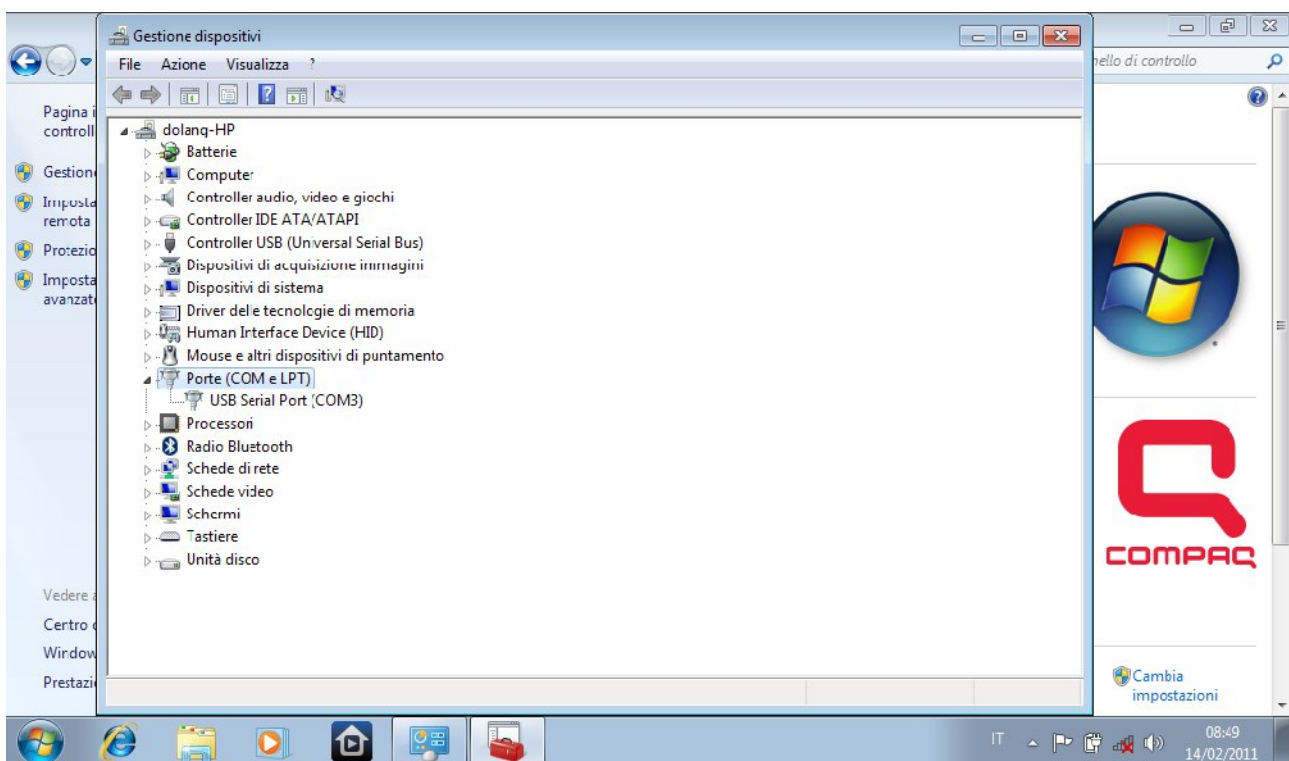 Gestione dispositivi
File Azione Visualizza ?
nello di controllo
Pagina i
controll
Gestion
Imposta
remota
Protezio
Imposta
avanzat
dolang-HP
Batterie
Computer
Controller audio, video e giochi
Controller IDE ATA/ATAPI
Controller USB (Universal Serial Bus)
Dispositivi di acquisizione immagini
Dispositivi di sistema
Driver delle tecnologie di memoria
Human Interface Device (HID)
Mouse e altri dispositivi di puntamento
Porte (COM e LPT)
USB Serial Port (COM3)
Processori
Radio Bluetooth
Schede di rete
Schede video
Schermi
Tastiere
Unità disco
COMPAQ
Vedere a
Centro
Window
Prestazi
Cambia
impostazioni
IT
08:49
14/02/2011